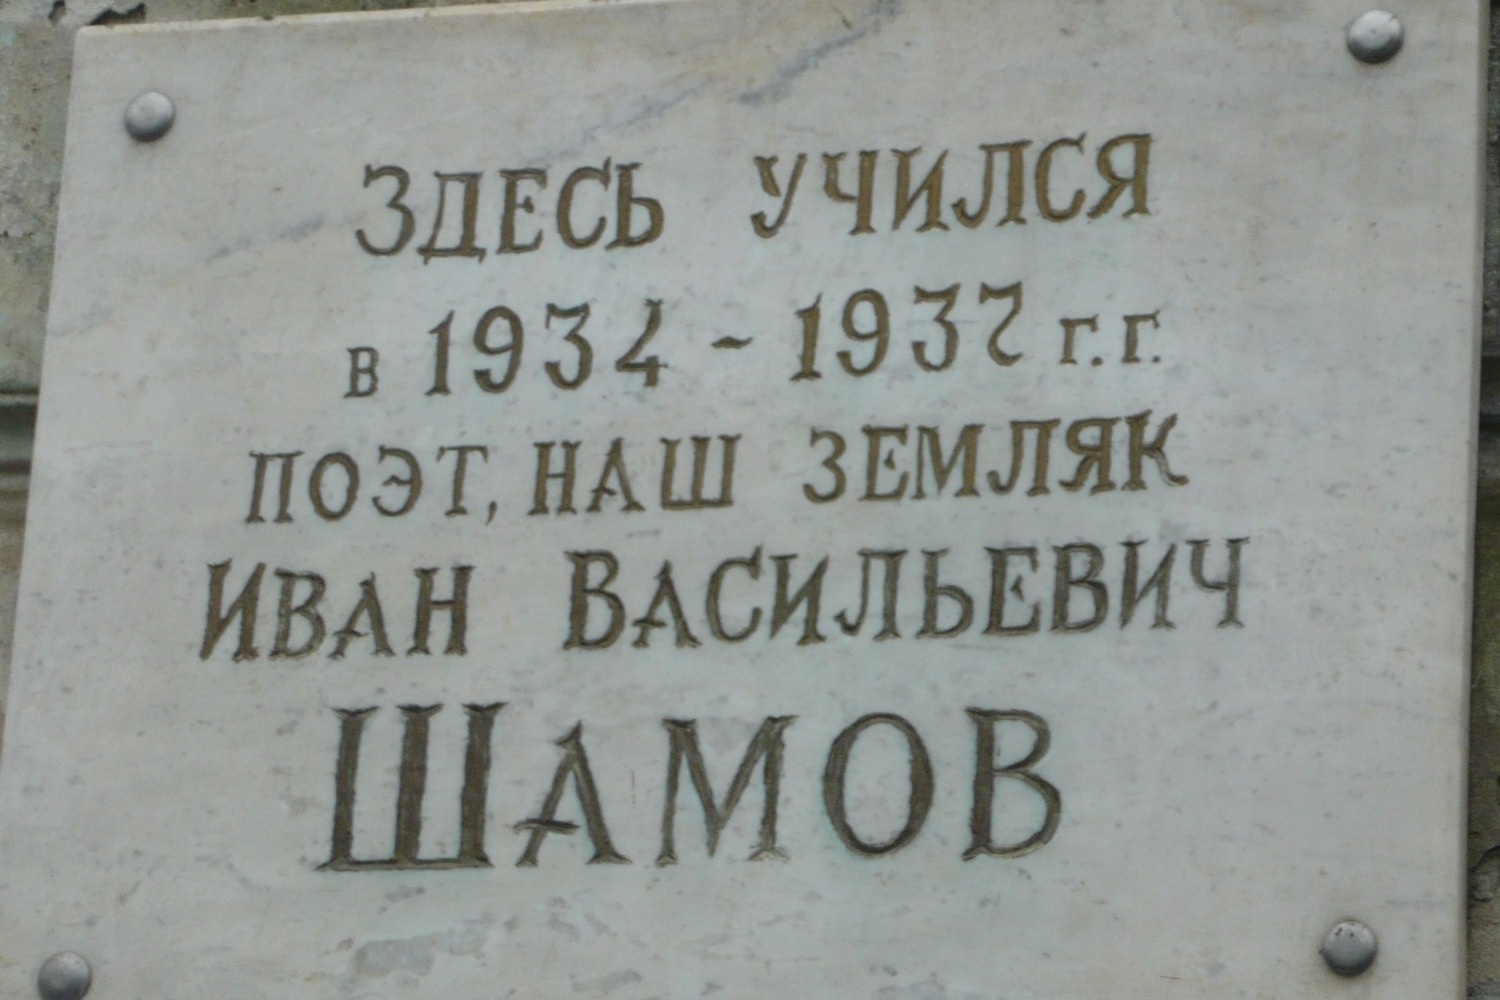 ЗДЕСЬ УЧИЛСЯ
в 1934 - 1937 г.г.
ПОЭТ, НАШ ЗЕМЛЯК
ИВАН ВАСИЛЬЕВИЧ
ШАМОВ